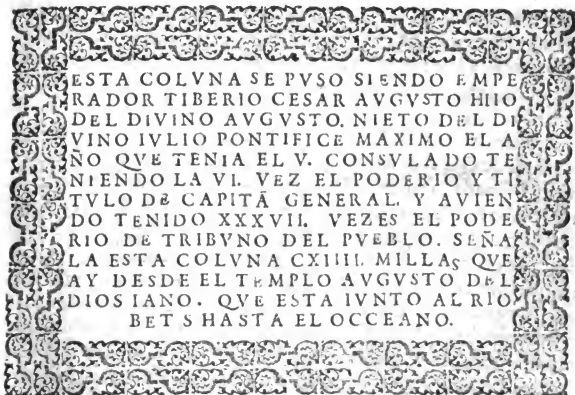 ESTA COLVNA SE PVSO SIENDO EMPE
RADOR TIBERIO CESAR AVGVSTO HIIO
DEL DIVINO AVGVSTO. NIETO DEL DI
VINO IVLIO PONTIFICE MAXIMO EL A
ÑO QVE TENIA EL V. CONSVLADO TE
NIENDO LA VI. VEZ EL PODERIO Y TI
TVLO DE CAPITÃ GENERAL. Y AVIEN
DO TENIDO XXXVII. VEZES EL PODE
RIO DE TRIBVNO DEL PVEBLO. SEÑA
LA ESTA COLVNA CXIIII. MILLAS QVE
AY DESDE EL TEMPLO AVGVSTO DEL
DIOS IANO. QVE ESTA IVNTO AL RIO
BET S HASTA EL OCCEANO.